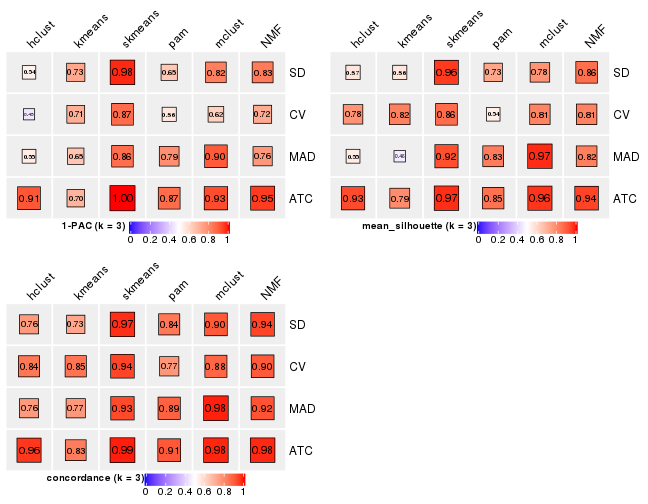 hclust kmeans skmeans pam mclust NMF
0.54 0.73 0.98 0.65 0.82 0.83 SD
0.71 0.87 0.56 0.62 0.72 CV
0.55 0.65 0.86 0.79 0.90 0.76 MAD
0.91 0.70 1.00 0.87 0.93 0.95 ATC
1-PAC (k = 3)
0 0.2 0.4 0.6 0.8 1
hclust kmeans skmeans pam mclust NMF
0.57 0.56 0.96 0.73 0.78 0.86 SD
0.78 0.82 0.86 0.54 0.81 0.81 CV
0.55 0.92 0.83 0.97 0.82 MAD
0.93 0.79 0.97 0.85 0.96 0.94 ATC
mean_silhouette (k = 3)
0 0.2 0.4 0.6 0.8 1
hclust kmeans skmeans pam mclust NMF
0.76 0.73 0.97 0.84 0.90 0.94 SD
0.84 0.85 0.94 0.77 0.88 0.90 CV
0.76 0.77 0.93 0.89 0.98 0.92 MAD
0.96 0.83 0.99 0.91 0.98 0.98 ATC
concordance (k = 3)
0 0.2 0.4 0.6 0.8 1